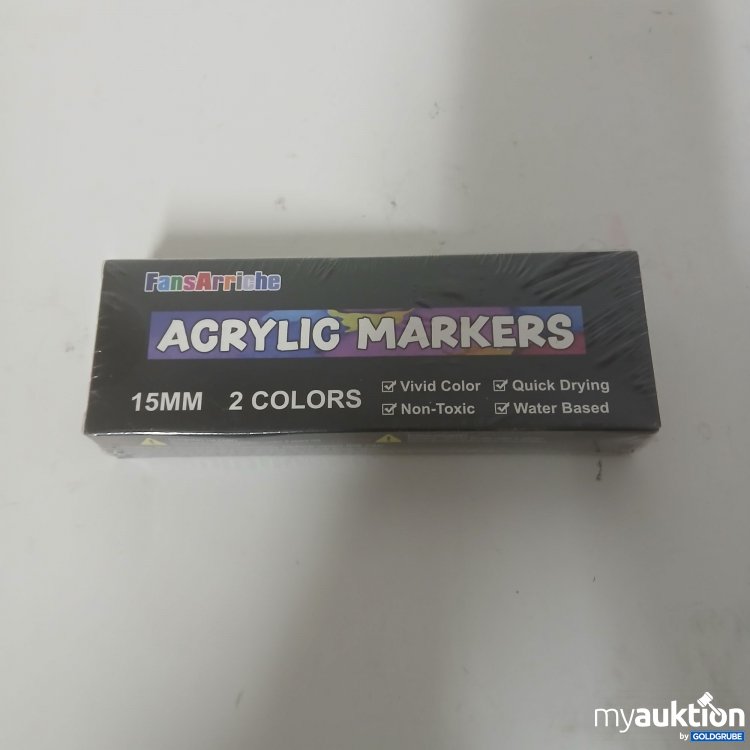 FansArriche
ACRYLIC MARKERS
15MM 2 COLORS
☑ Vivid Color ☑ Quick Drying
☑ Non-Toxic ☑ Water Based
myauktion
by GOLDGRUBE